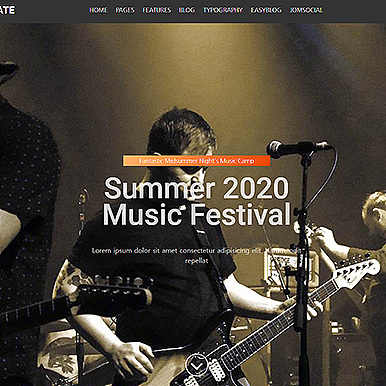 ATE
HOME PAGES FEATURES BLOG TYPOGRAPHY EASYBLOG JOMSOCIAL
Fantastic Midsummer Night's Music Camp
Summer 2020
Music Festival
Lorem ipsum dolor sit amet consectetur adipisicing elit.
repellat